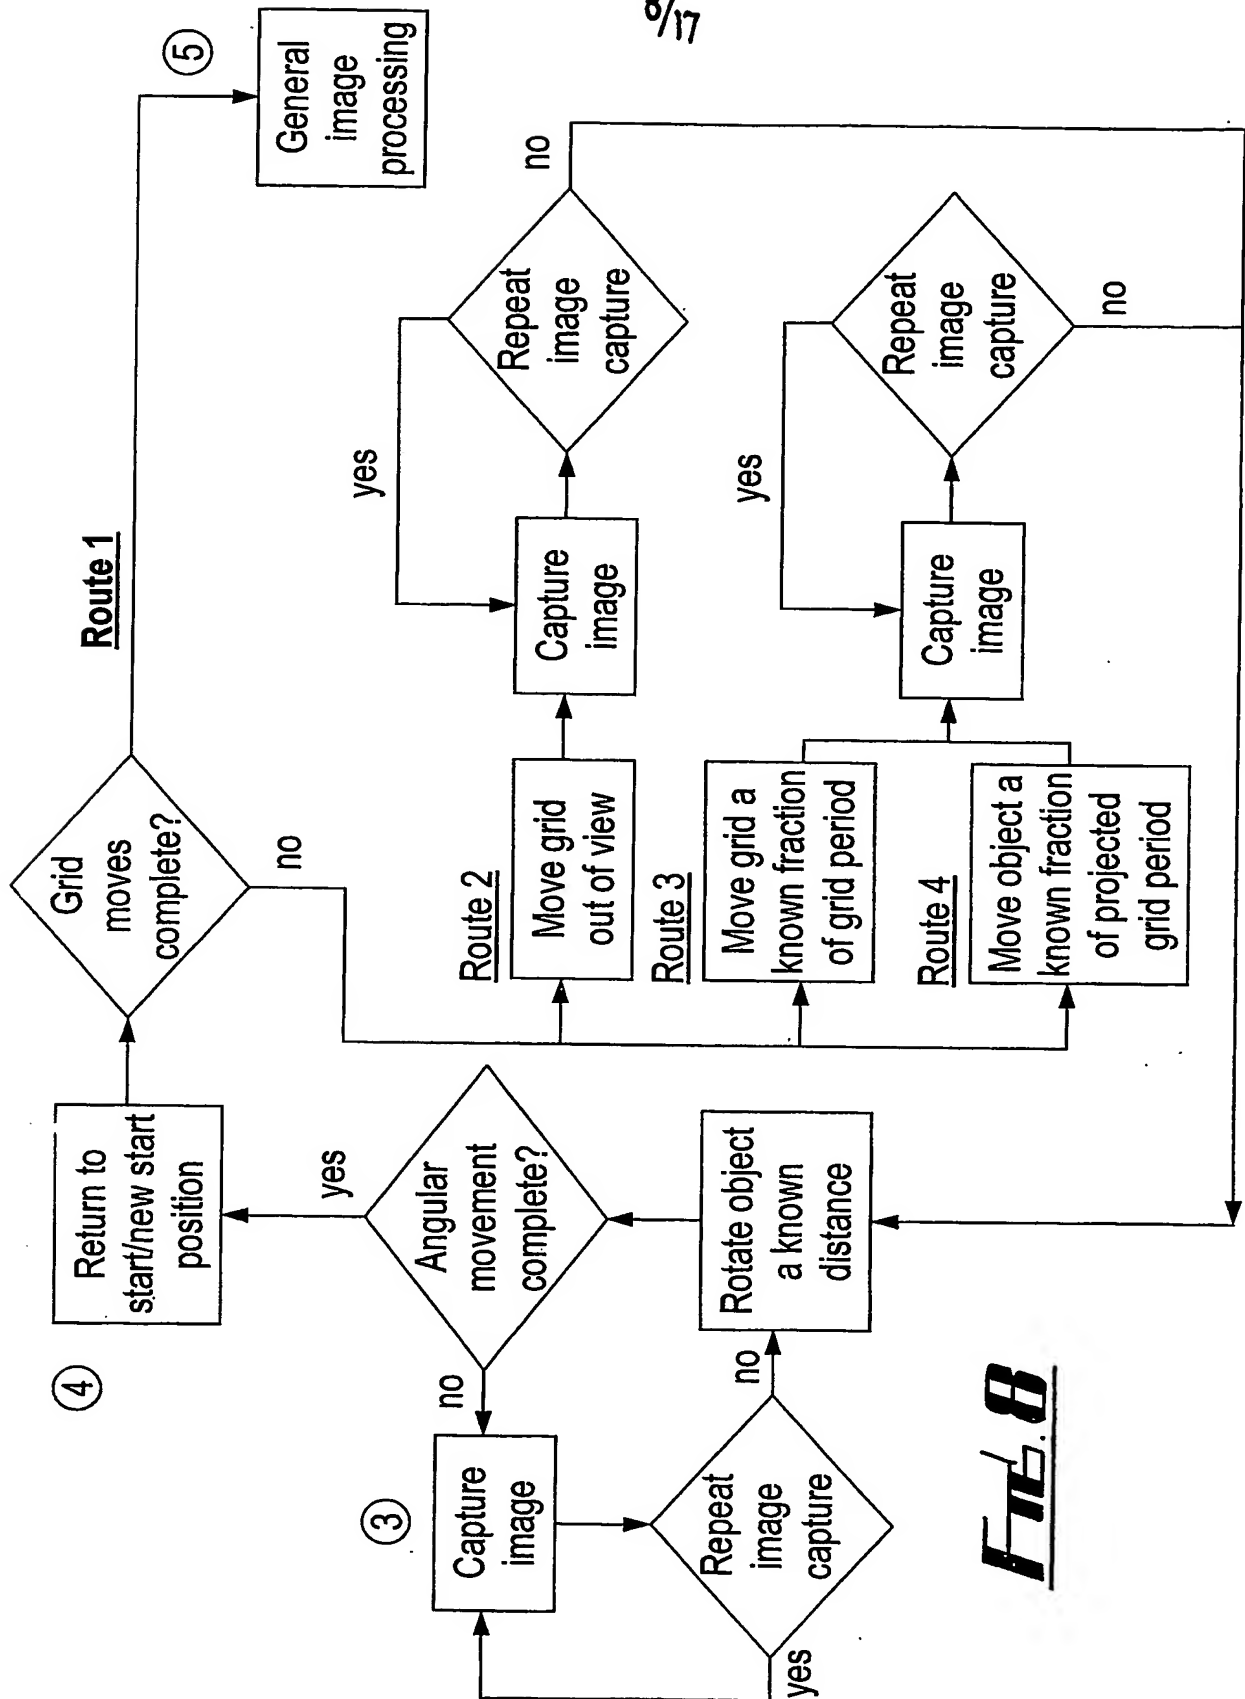 8/17
5
General
image
processing
Route 1
Grid
moves
complete?
no
4
Return to
start/new start
position
yes
Angular
movement
complete?
no
3
Capture
image
Repeat
image
capture
yes
no
Rotate object
a known
distance
Route 2
Move grid
out of view
Capture
image
yes
Repeat
image
capture
no
Route 3
Move grid a
known fraction
of grid period
Route 4
Move object a
known fraction
of projected
grid period
Capture
image
yes
Repeat
image
capture
no
Fig. 8